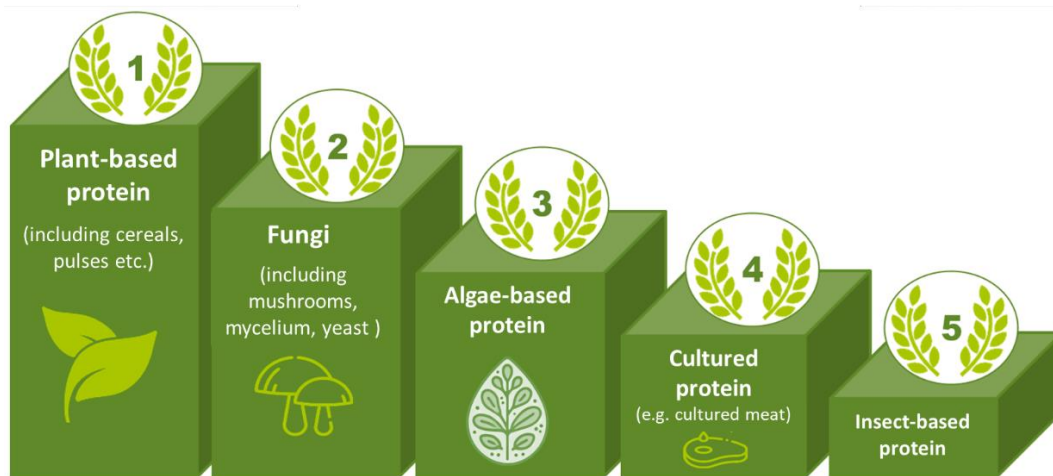 1
Plant-based
protein
(including cereals,
pulses etc.)
2
Fungi
(including
mushrooms,
mycelium, yeast )
3
Algae-based
protein
4
Cultured
protein
(e.g. cultured meat)
5
Insect-based
protein